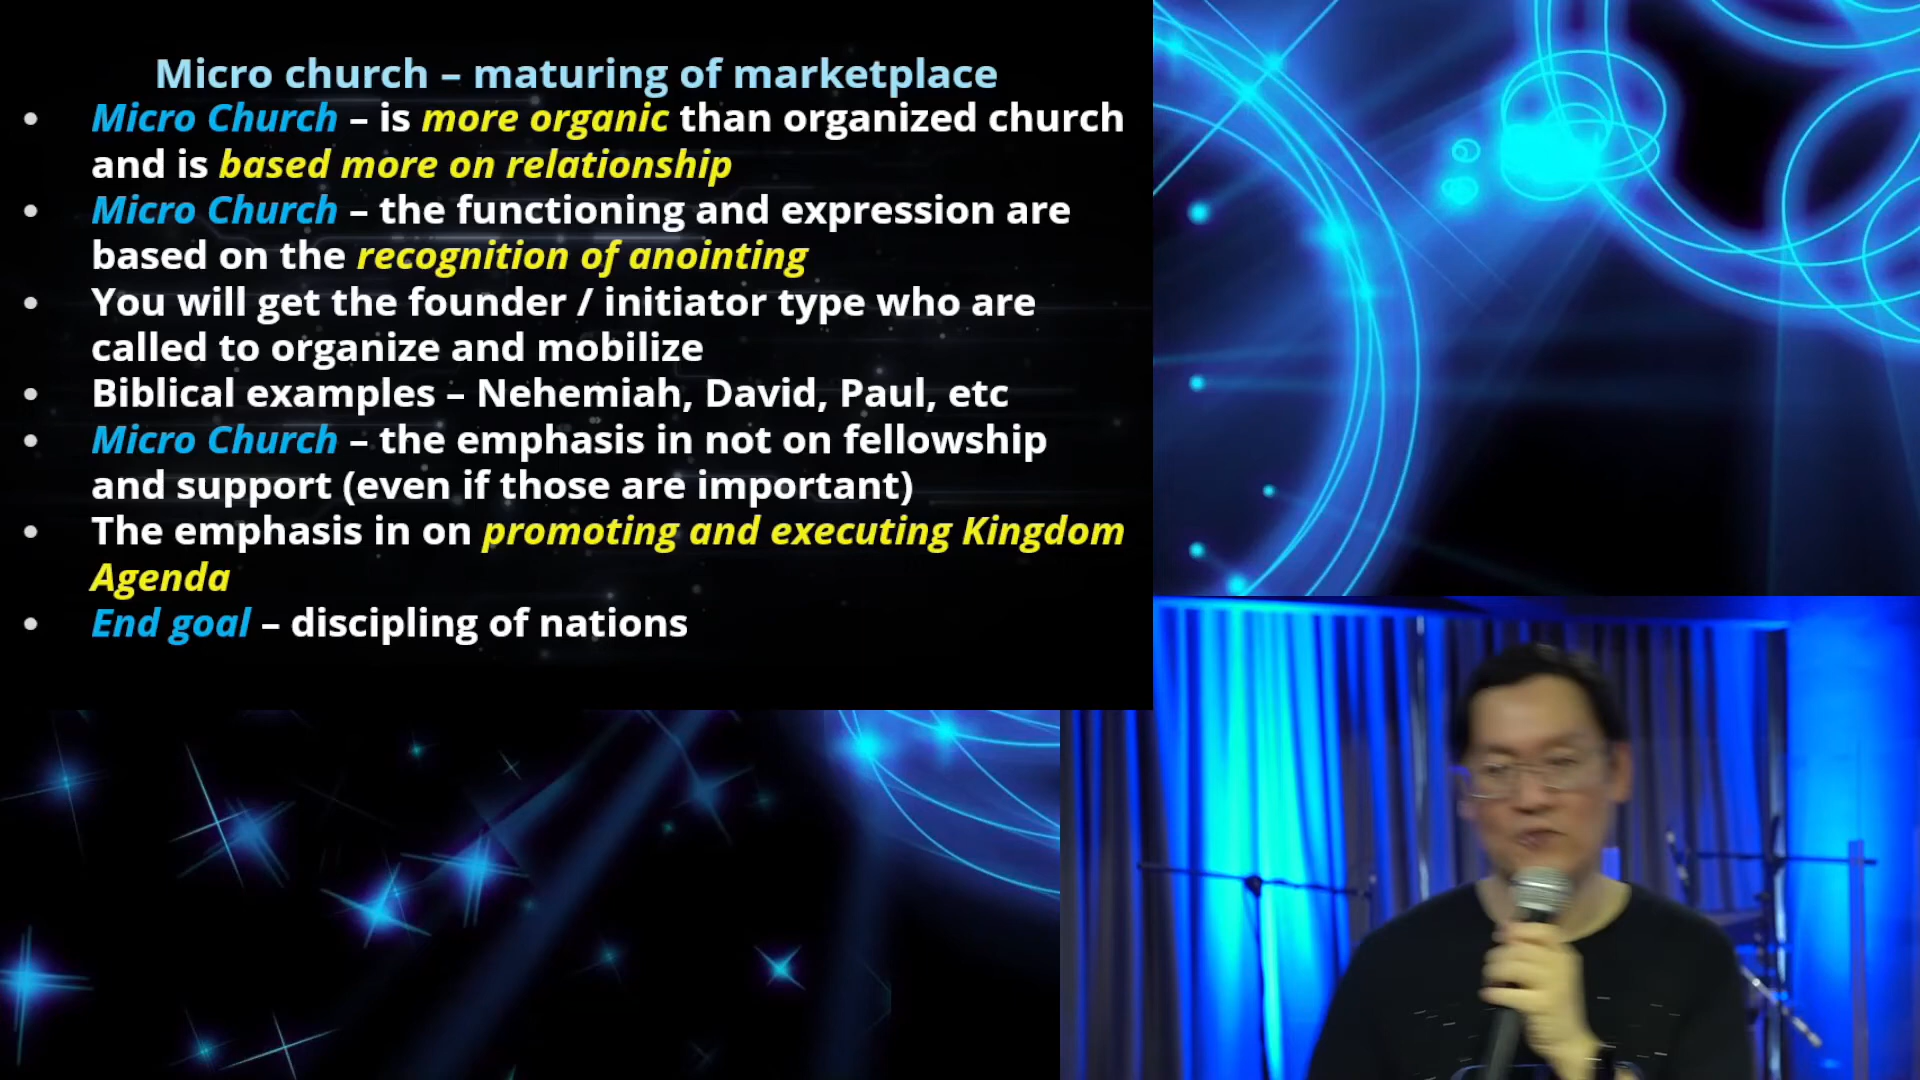 Micro church – maturing of marketplace
• Micro Church – is more organic than organized church
and is based more on relationship
• Micro Church – the functioning and expression are
based on the recognition of anointing
• You will get the founder / initiator type who are
called to organize and mobilize
• Biblical examples – Nehemiah, David, Paul, etc
• Micro Church – the emphasis in not on fellowship
and support (even if those are important)
• The emphasis in on promoting and executing Kingdom
Agenda
• End goal – discipling of nations